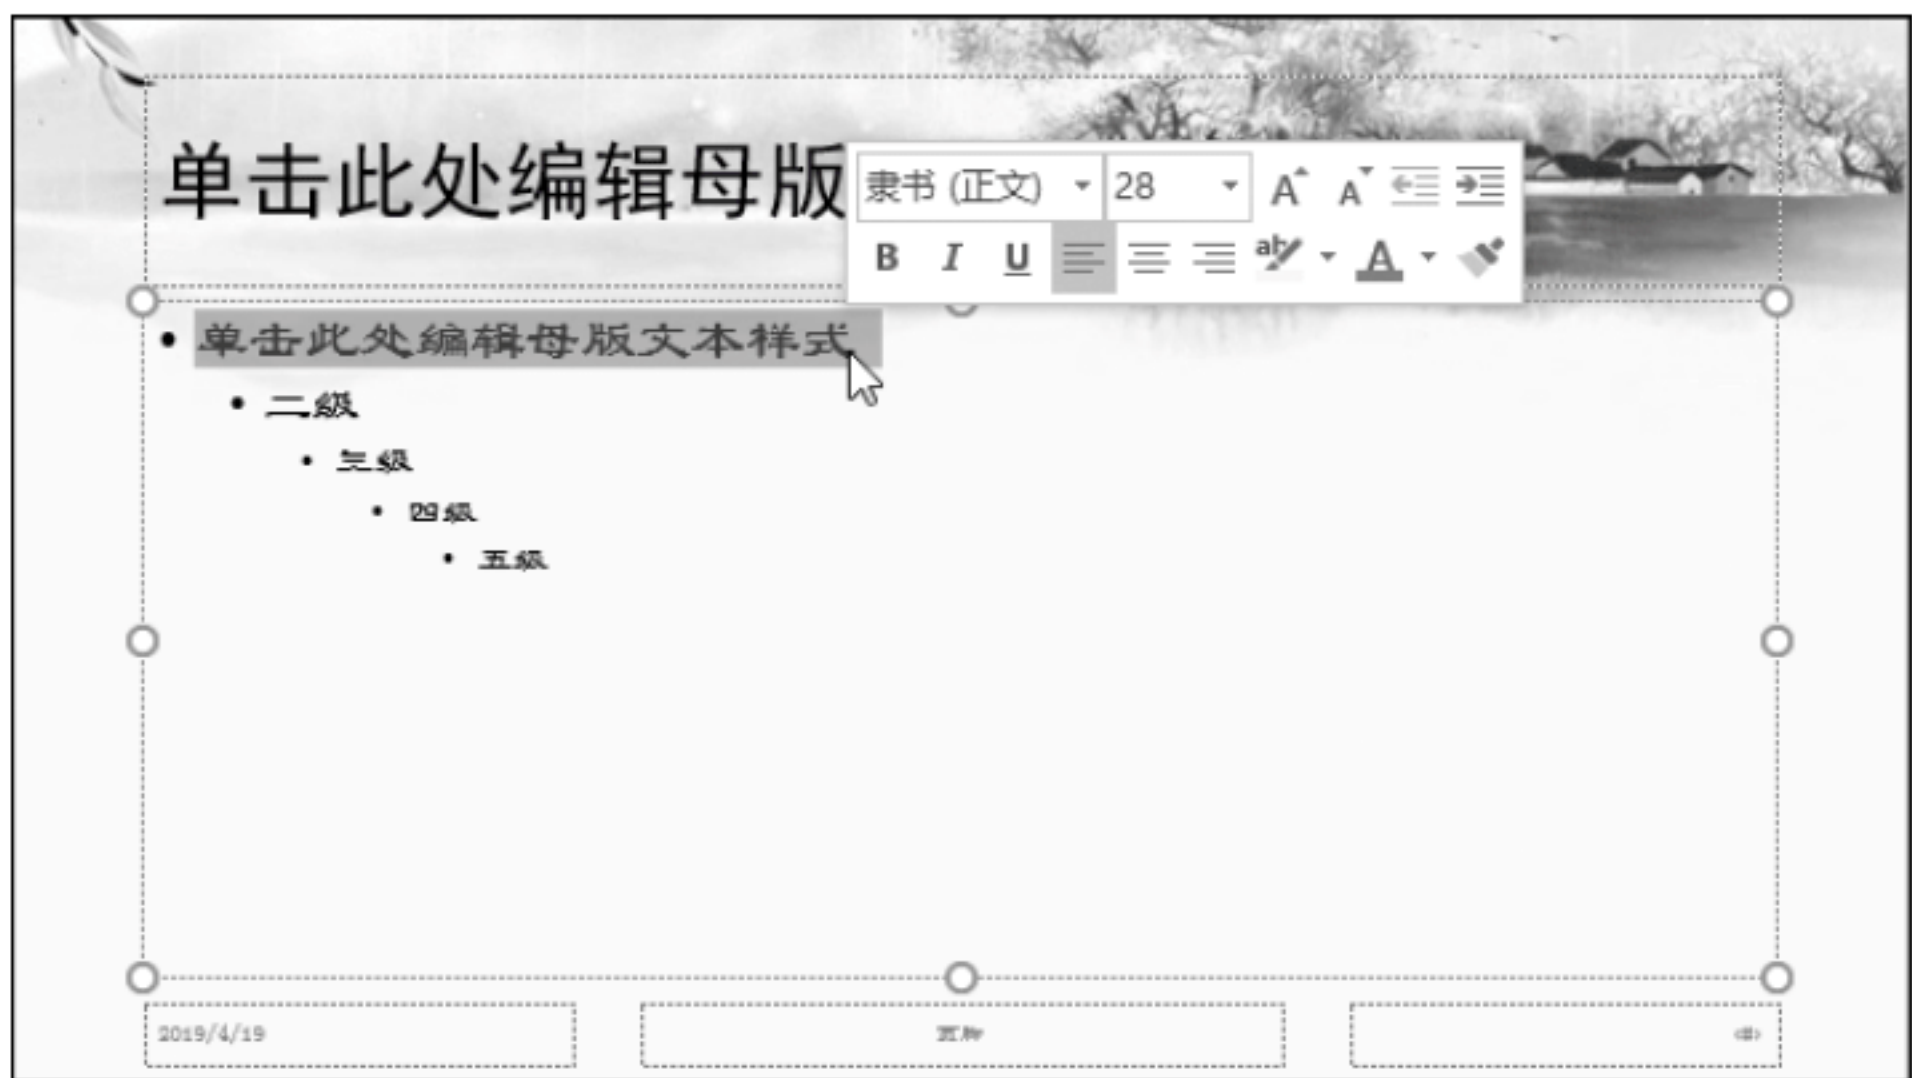 单击此处编辑母版
隶书 (正文) 28 A A
B I U ab A
• 单击此处编辑母版文本样式
• 二级
• 三级
• 四级
• 五级
2019/4/19 页脚 ‹#›